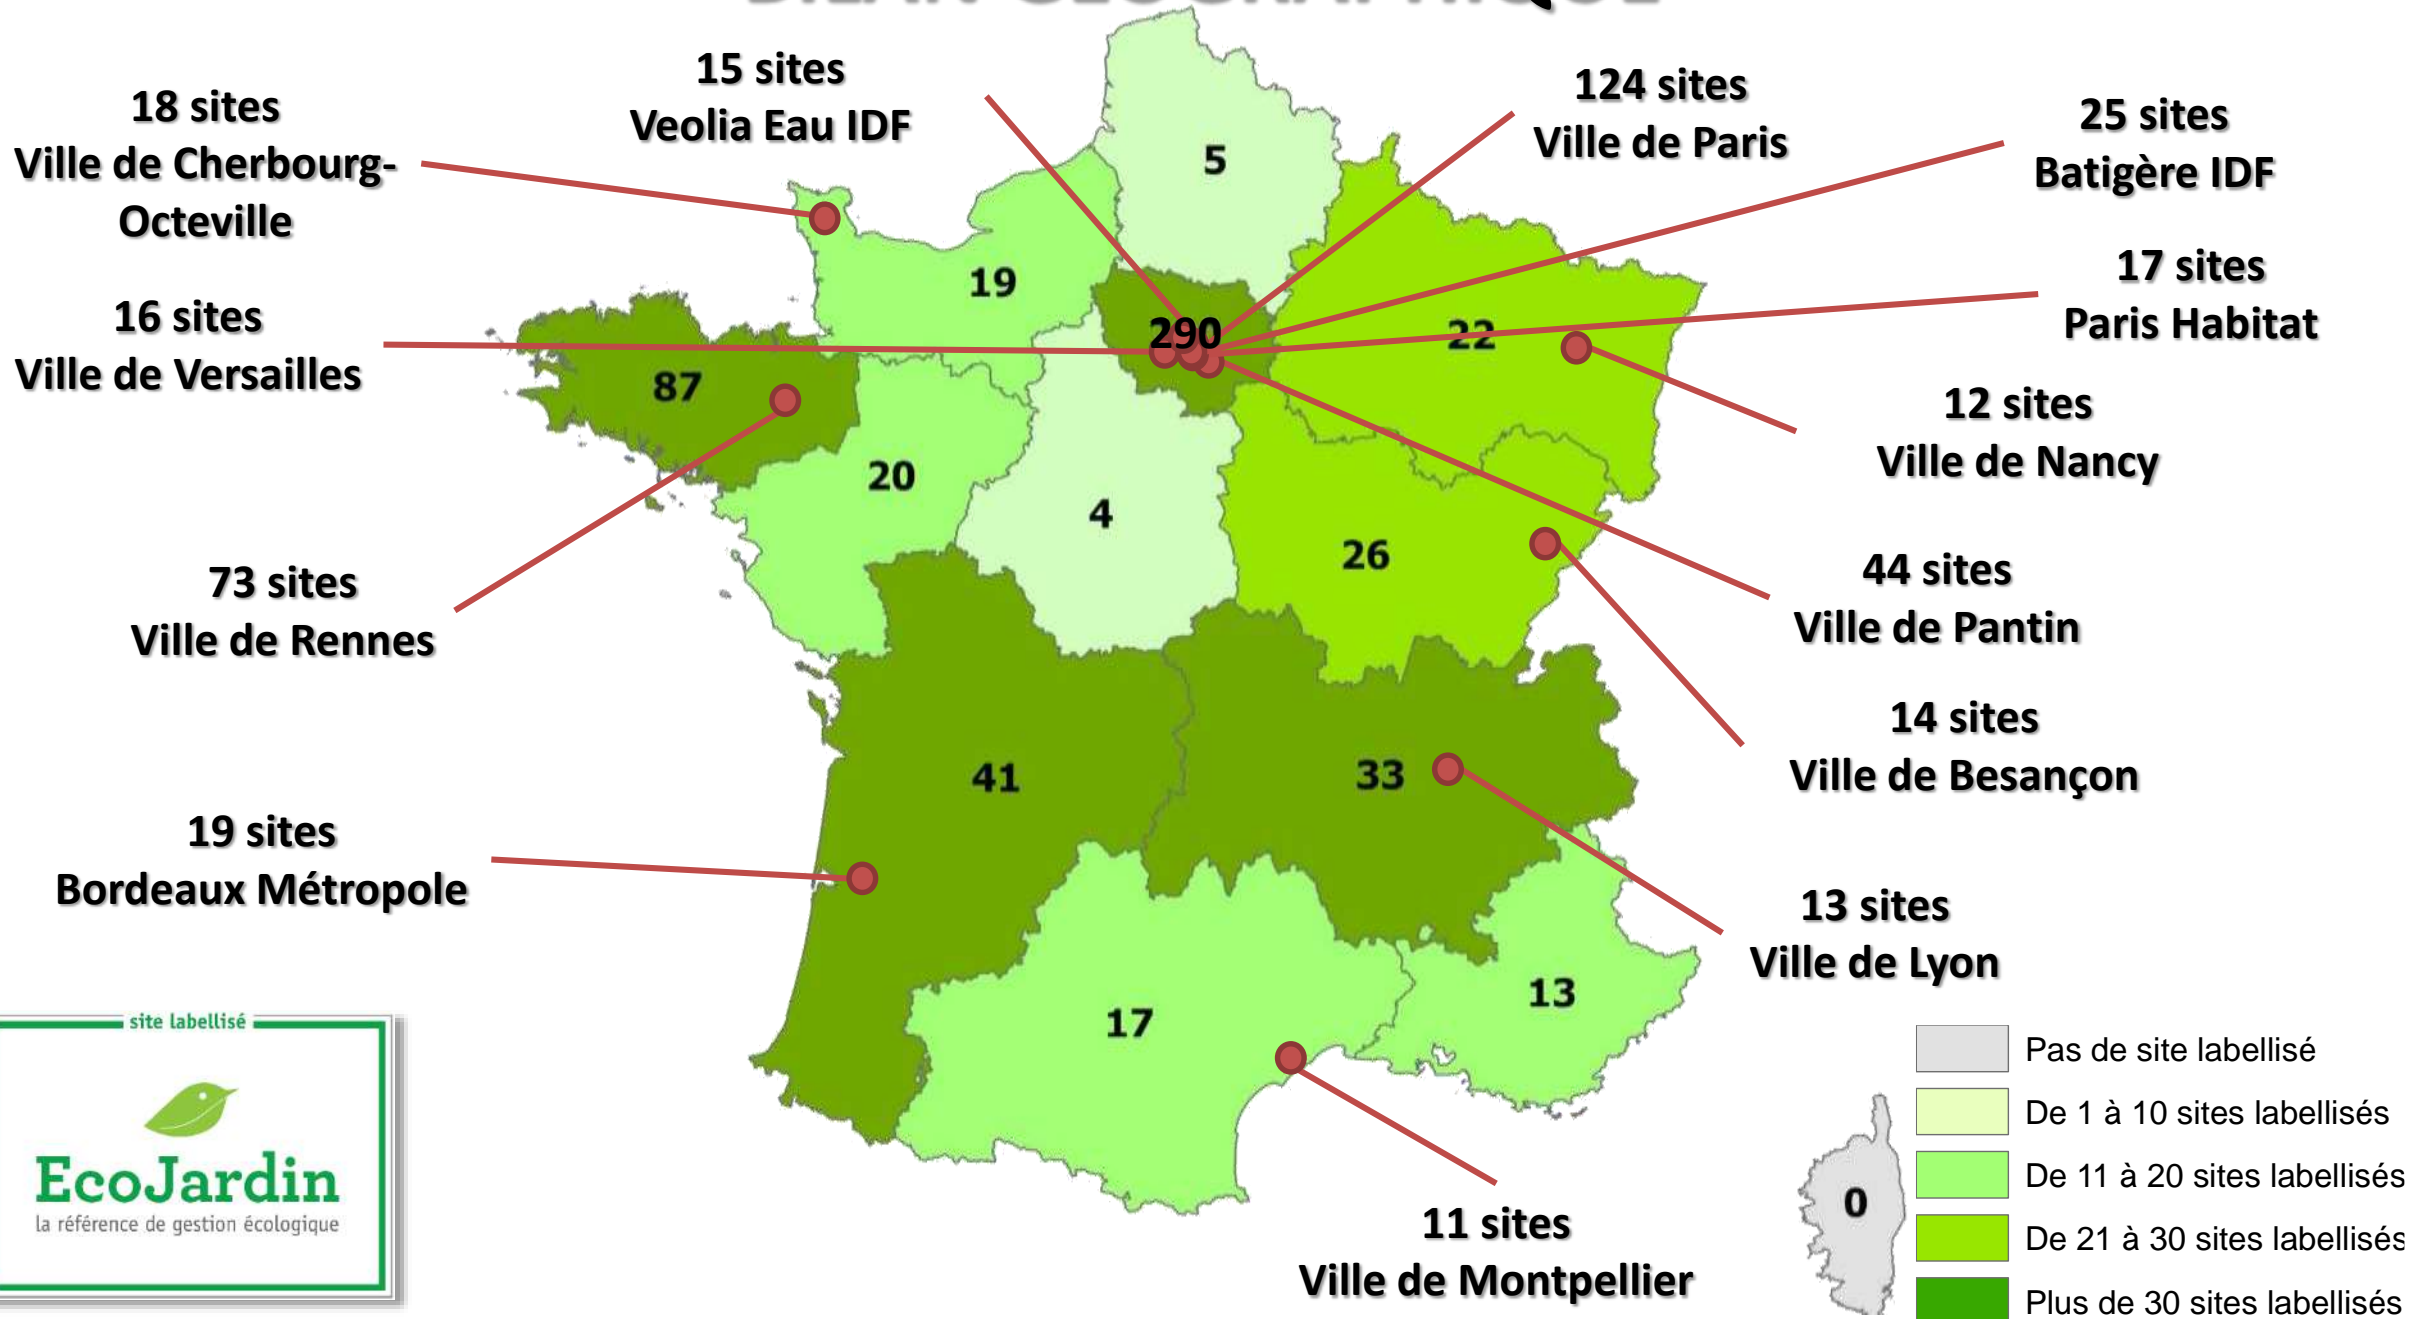 BILAN GEOGRAPHIQUE
15 sites
Veolia Eau IDF
124 sites
Ville de Paris
18 sites
Ville de Cherbourg-
Octeville
25 sites
Batigère IDF
5
19
17 sites
Paris Habitat
16 sites
Ville de Versailles
290
22
87
12 sites
Ville de Nancy
20
4
26
73 sites
Ville de Rennes
44 sites
Ville de Pantin
14 sites
Ville de Besançon
41
33
19 sites
Bordeaux Métropole
13 sites
Ville de Lyon
13
17
site labellisé
EcoJardin
la référence de gestion écologique
11 sites
Ville de Montpellier
0
Pas de site labellisé
De 1 à 10 sites labellisés
De 11 à 20 sites labellisés
De 21 à 30 sites labellisés
Plus de 30 sites labellisés